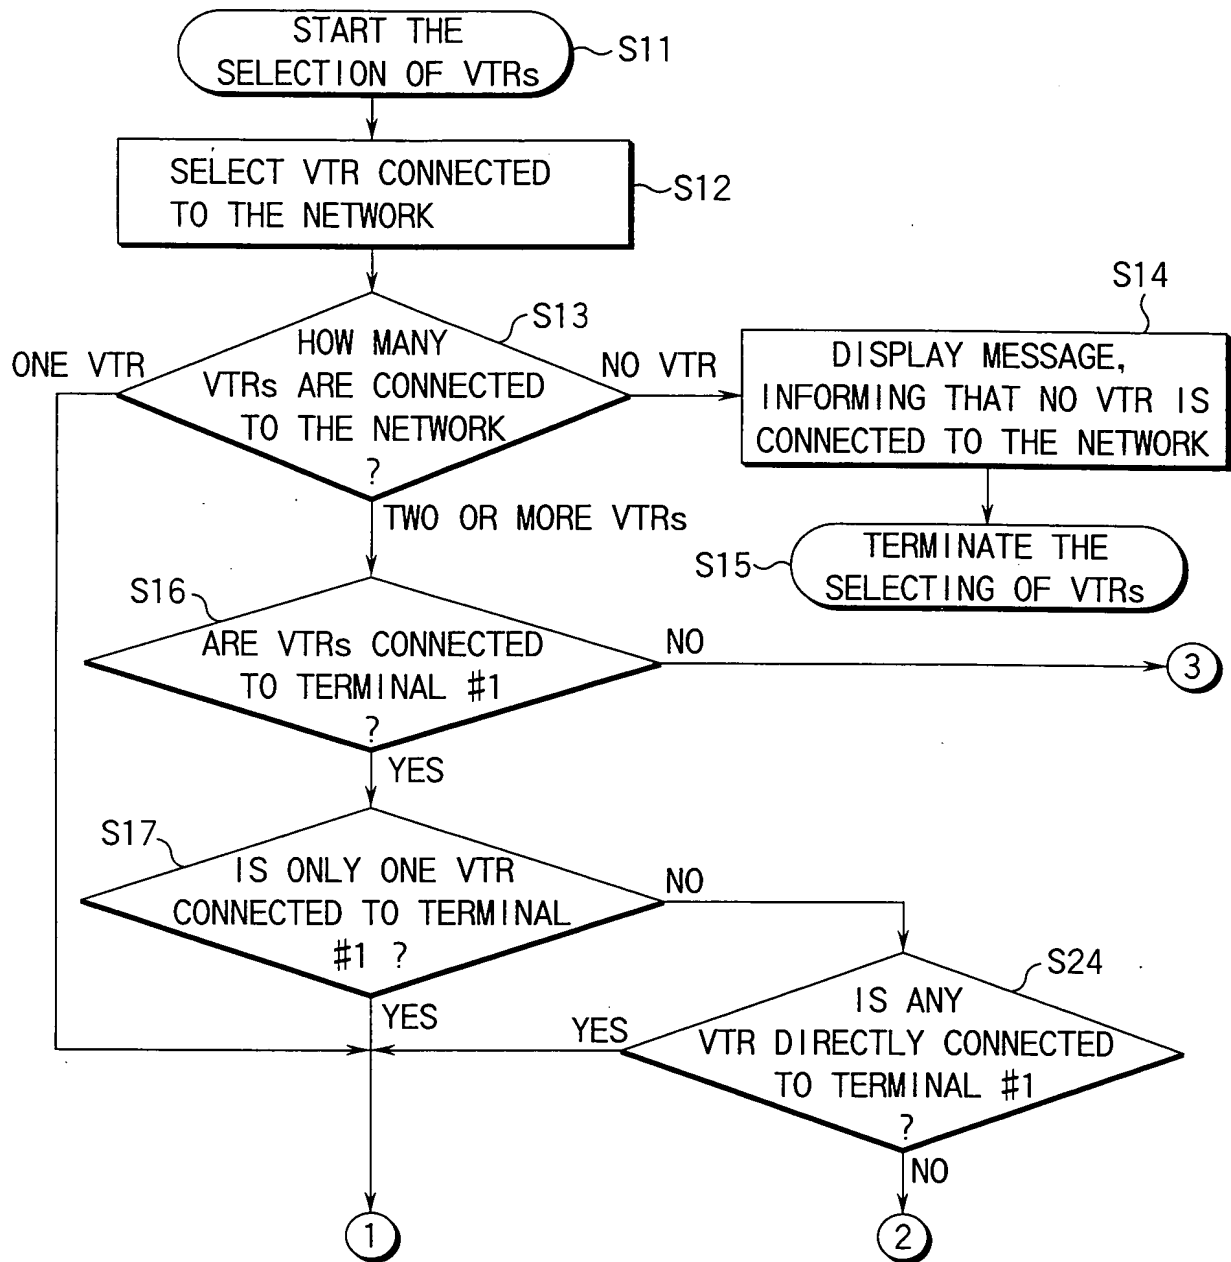 START THE
SELECTION OF VTRs
S11
SELECT VTR CONNECTED
TO THE NETWORK
S12
HOW MANY
VTRs ARE CONNECTED
TO THE NETWORK
?
S13
ONE VTR
NO VTR
TWO OR MORE VTRs
S14
DISPLAY MESSAGE,
INFORMING THAT NO VTR IS
CONNECTED TO THE NETWORK
S15
TERMINATE THE
SELECTING OF VTRs
S16
ARE VTRs CONNECTED
TO TERMINAL #1
?
NO
3
YES
S17
IS ONLY ONE VTR
CONNECTED TO TERMINAL
#1 ?
NO
YES
S24
IS ANY
VTR DIRECTLY CONNECTED
TO TERMINAL #1
?
YES
NO
1
2